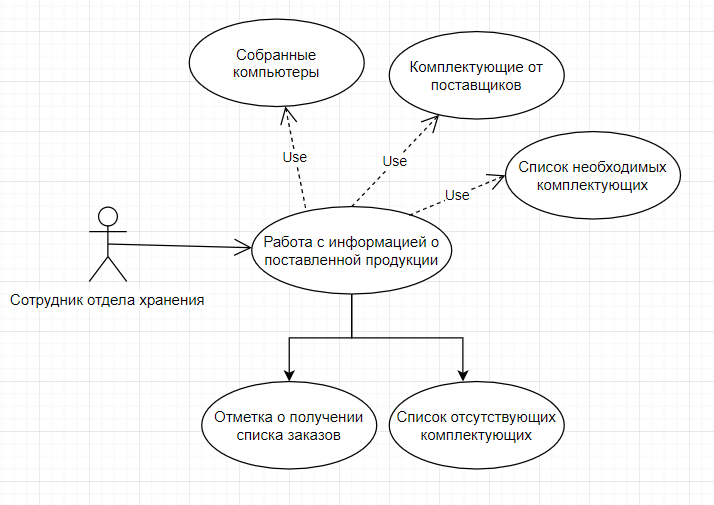 Собранные
компьютеры
Комплектующие от
поставщиков
Use
Use
Список необходимых
комплектующих
Use
Работа с информацией о
поставленной продукции
Сотрудник отдела хранения
Отметка о получении
списка заказов
Список отсутствующих
комплектующих